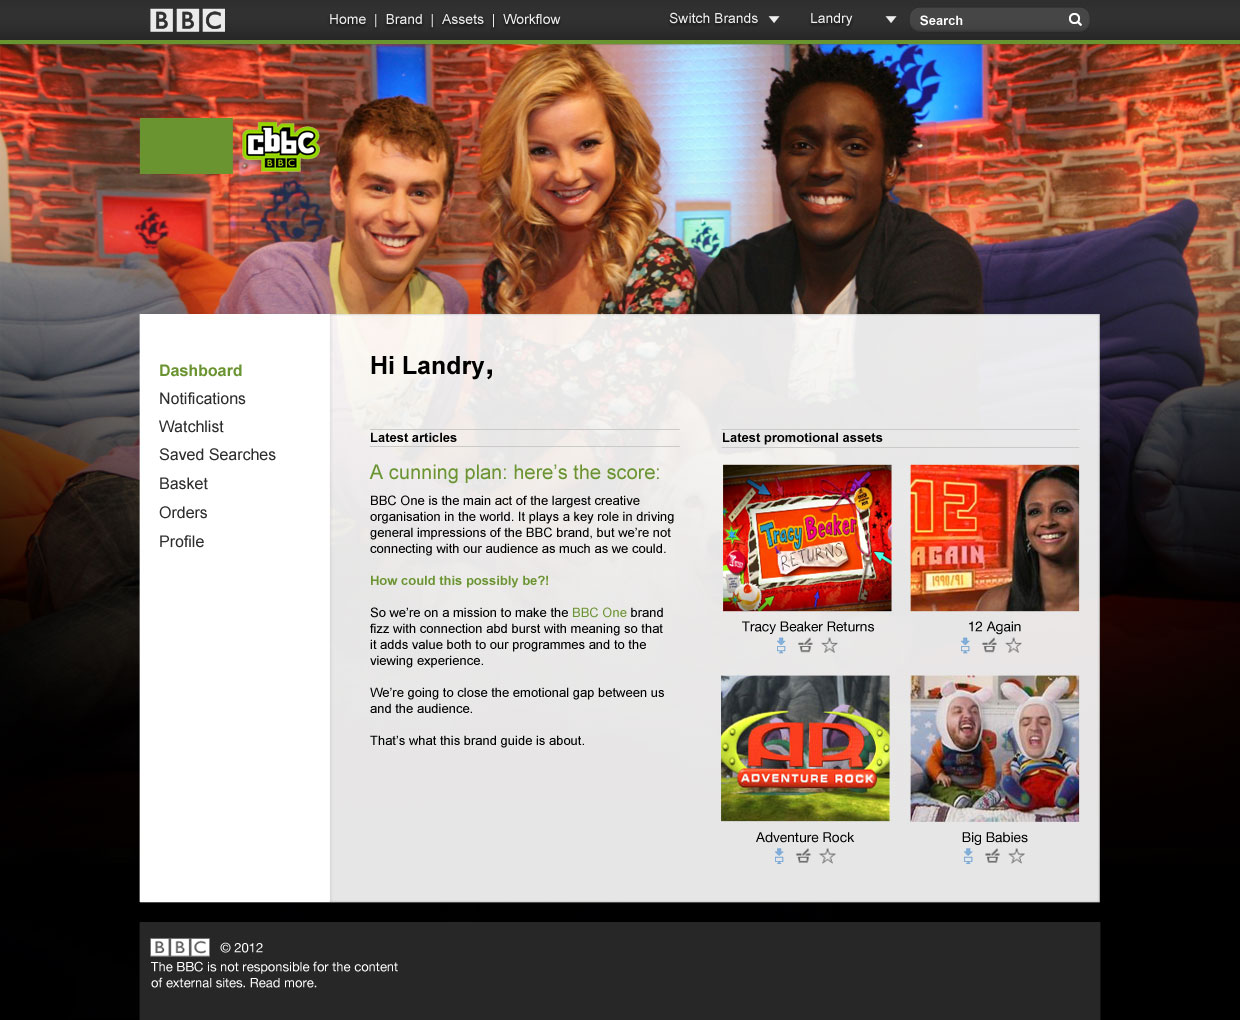 BBC
Home | Brand | Assets | Workflow
Switch Brands
Landry
Search
cbbc
BBC
Dashboard
Notifications
Watchlist
Saved Searches
Basket
Orders
Profile
Hi Landry,
Latest articles
A cunning plan: here's the score:
BBC One is the main act of the largest creative
organisation in the world. It plays a key role in driving
general impressions of the BBC brand, but we're not
connecting with our audience as much as we could.
How could this possibly be?!
So we're on a mission to make the BBC One brand
fizz with connection abd burst with meaning so that
it adds value both to our programmes and to the
viewing experience.
We're going to close the emotional gap between us
and the audience.
That's what this brand guide is about.
Latest promotional assets
Tracy Beaker
RETURNS
Tracy Beaker Returns
12
AGAIN
1990/91
12 Again
AR
ADVENTURE ROCK
Adventure Rock
Big Babies
BBC © 2012
The BBC is not responsible for the content
of external sites. Read more.